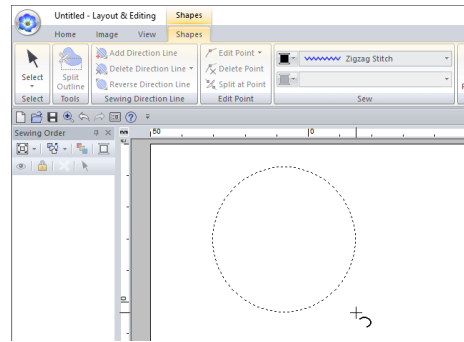 Untitled - Layout & Editing Shapes
Home Image View Shapes
Select
Split Outline
Add Direction Line
Delete Direction Line
Reverse Direction Line
Edit Point
Delete Point
Split at Point
Zigzag Stitch
Select Tools Sewing Direction Line Edit Point Sew
Sewing Order
mm
50 0
0